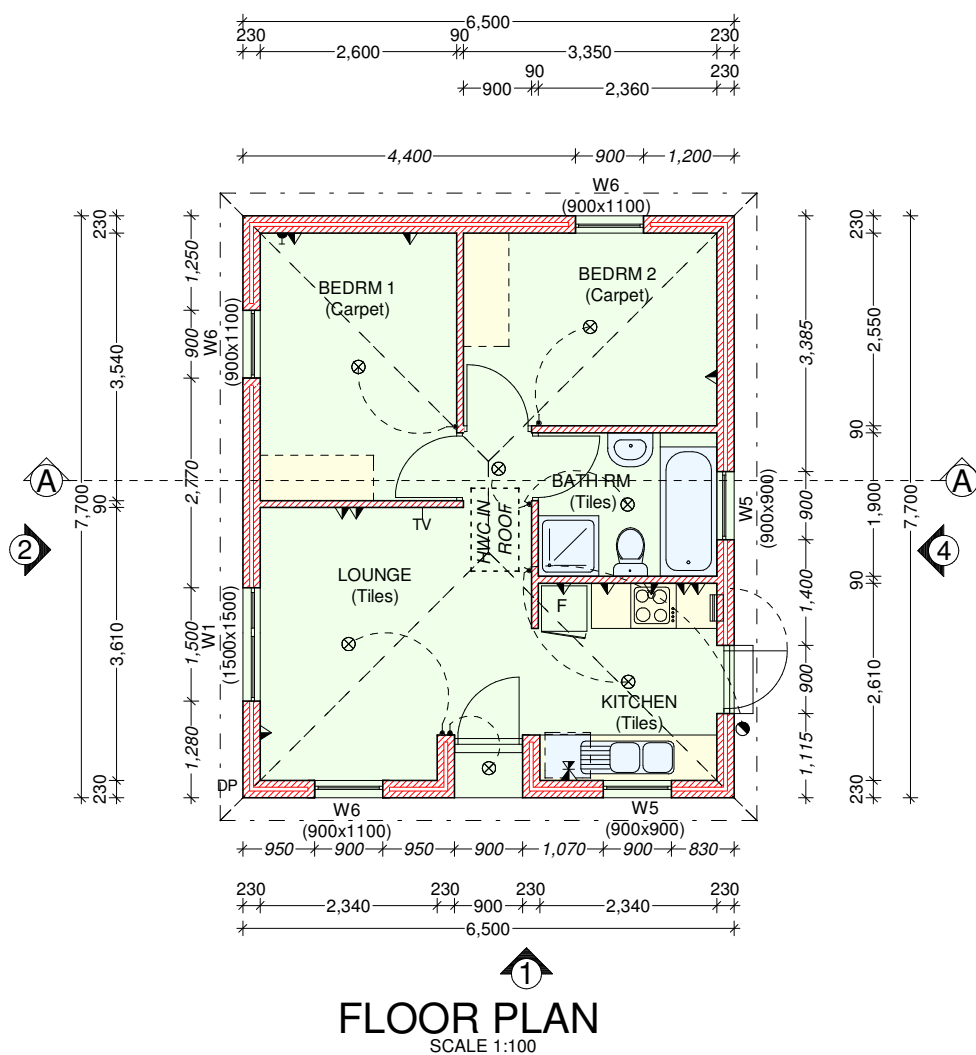 6,500
230 2,600 90 3,350 230
900 90 2,360 230
4,400 900 1,200
W6
(900x1100)
BEDRM 1
(Carpet)
BEDRM 2
(Carpet)
W6
(900x1100)
BATH RM
(Tiles)
HWC IN
ROOF
TV
LOUNGE
(Tiles)
F
KITCHEN
(Tiles)
W1
(1500x1500)
W5
(900x900)
DP
W6
(900x1100)
W5
(900x900)
7,700
230 3,540 90 3,610 230
1,250 900 2,770 1,500 1,280
3,385 900 1,400 900 1,115
230 2,550 90 1,900 90 2,610 230
7,700
A
A
2
4
950 900 950 900 1,070 900 830
230 2,340 230 900 230 2,340 230
6,500
1
FLOOR PLAN
SCALE 1:100